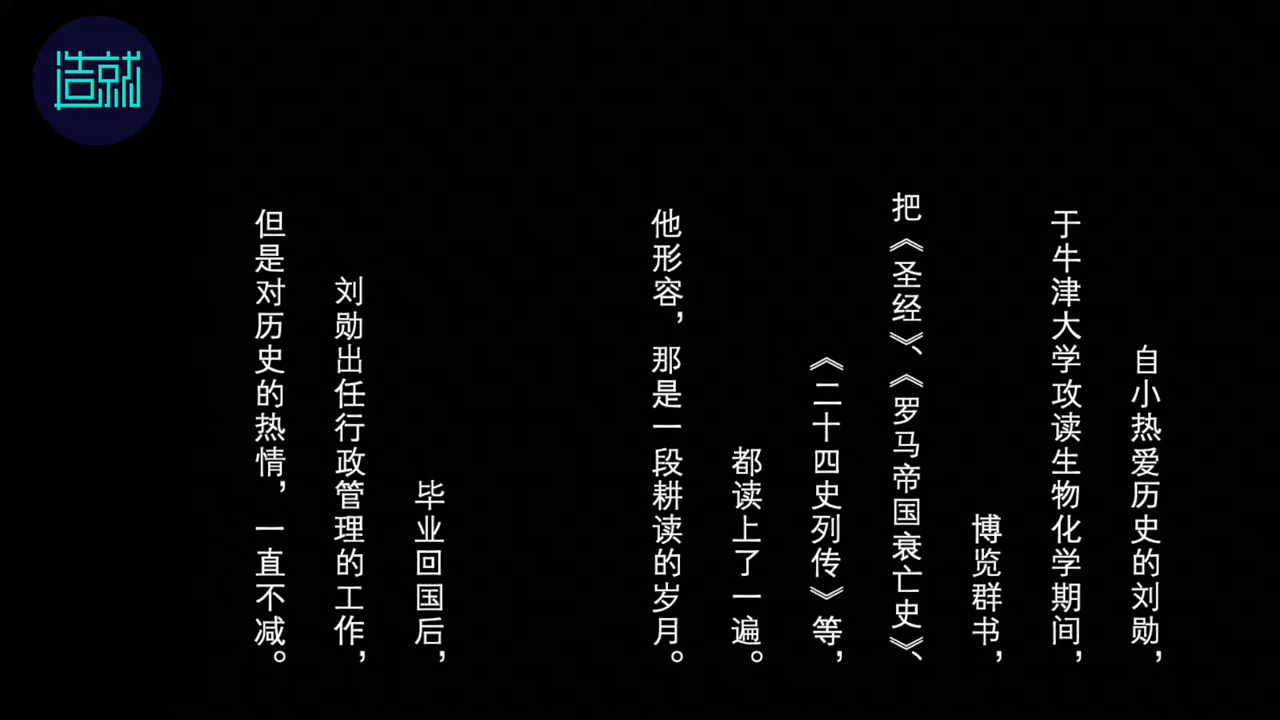 造就
自小热爱历史的刘勋，
于牛津大学攻读生物化学期间，
博览群书，
把《圣经》、《罗马帝国衰亡史》、
《二十四史列传》等，
都读上了一遍。
他形容，那是一段耕读的岁月。
毕业回国后，
刘勋出任行政管理的工作，
但是对历史的热情，一直不减。